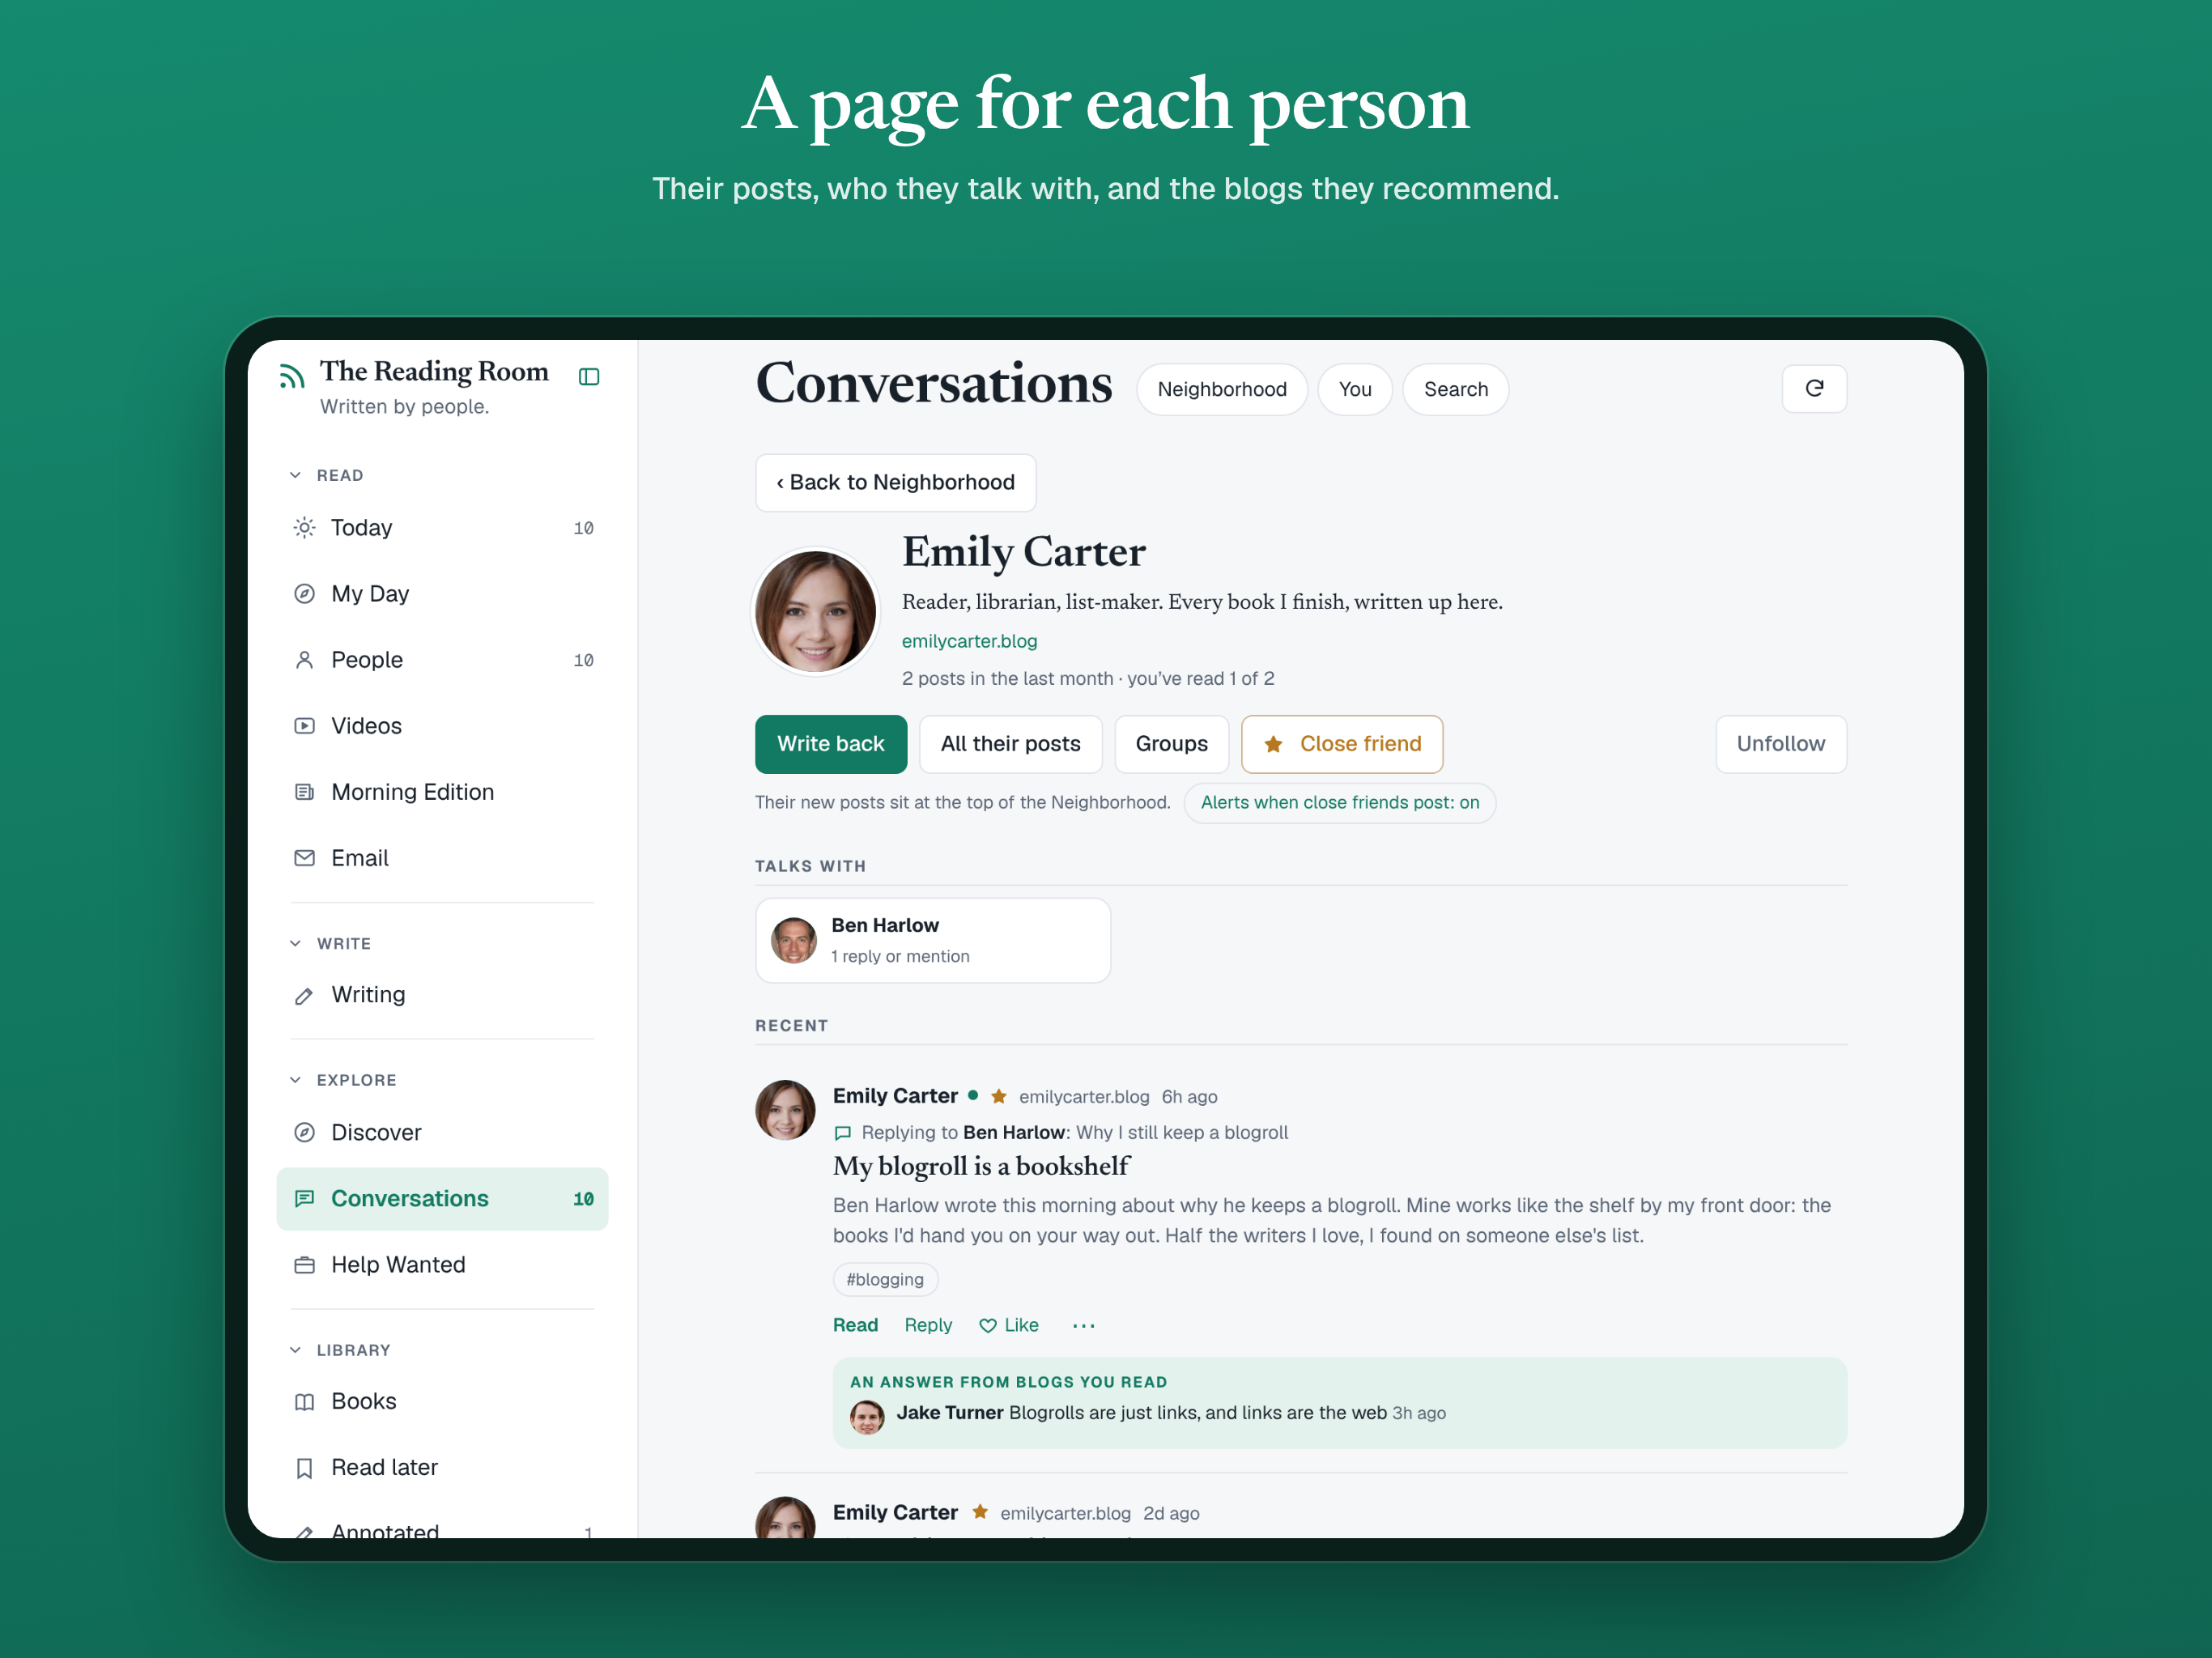 A page for each person
Their posts, who they talk with, and the blogs they recommend.
The Reading Room
Written by people.
READ
Today 10
My Day
People 10
Videos
Morning Edition
Email
WRITE
Writing
EXPLORE
Discover
Conversations 10
Help Wanted
LIBRARY
Books
Read later
Annotated 1
Conversations Neighborhood You Search
‹ Back to Neighborhood
Emily Carter
Reader, librarian, list-maker. Every book I finish, written up here.
emilycarter.blog
2 posts in the last month · you’ve read 1 of 2
Write back All their posts Groups Close friend Unfollow
Their new posts sit at the top of the Neighborhood. Alerts when close friends post: on
TALKS WITH
Ben Harlow
1 reply or mention
RECENT
Emily Carter emilycarter.blog 6h ago
Replying to Ben Harlow: Why I still keep a blogroll
My blogroll is a bookshelf
Ben Harlow wrote this morning about why he keeps a blogroll. Mine works like the shelf by my front door: the
books I'd hand you on your way out. Half the writers I love, I found on someone else's list.
#blogging
Read Reply Like ···
AN ANSWER FROM BLOGS YOU READ
Jake Turner Blogrolls are just links, and links are the web 3h ago
Emily Carter emilycarter.blog 2d ago